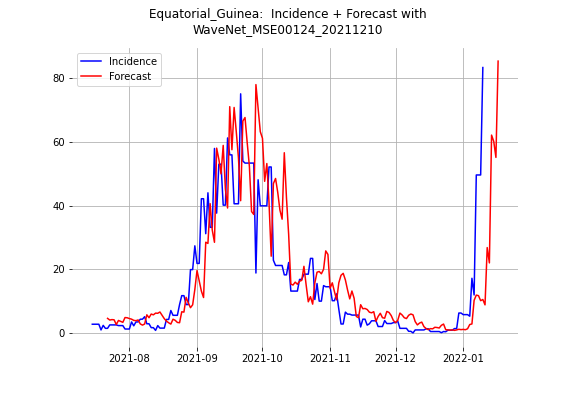 Equatorial_Guinea:  Incidence + Forecast with
WaveNet_MSE00124_20211210
Incidence
Forecast
80
60
40
20
0
2021-08 2021-09 2021-10 2021-11 2021-12 2022-01